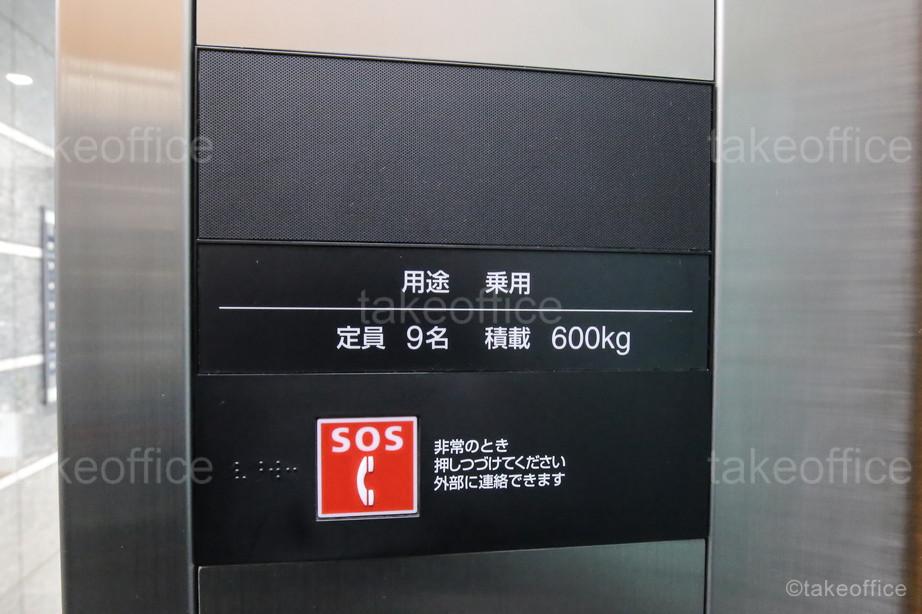 用途 乗用
定員 9名 積載 600kg
SOS
非常のとき
押しつづけてください
外部に連絡できます
takeoffice
takeoffice
takeoffice
takeoffice
takeoffice
©takeoffice